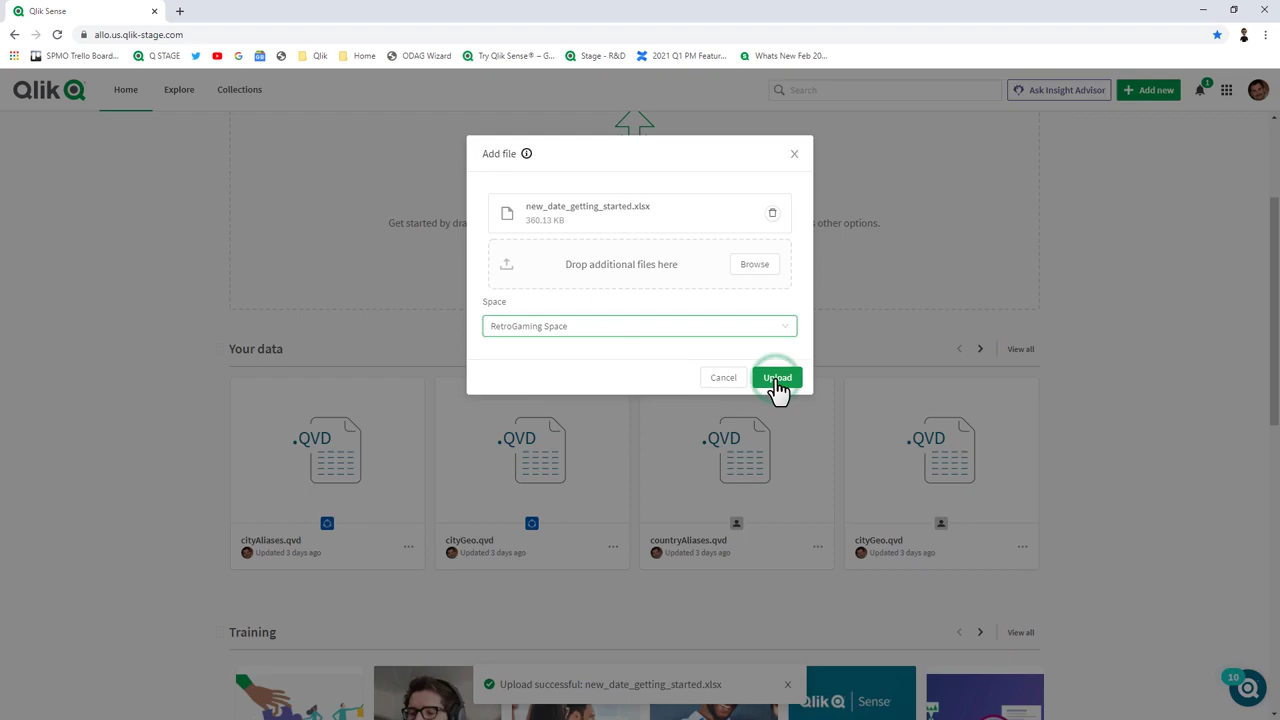 Qlik Sense
allo.us.qlik-stage.com
SPMO Trello Board...
Q STAGE
Qlik
Home
ODAG Wizard
Try Qlik Sense® – G...
Stage - R&D
2021 Q1 PM Featur...
Whats New Feb 20...
Qlik
Home
Explore
Collections
Search
Ask Insight Advisor
Add new
1
Add file
new_date_getting_started.xlsx
360.13 KB
Get started by dra
s other options.
Drop additional files here
Browse
Space
RetroGaming Space
Cancel
Upload
Your data
View all
.QVD
.QVD
.QVD
.QVD
cityAliases.qvd
Updated 3 days ago
cityGeo.qvd
Updated 3 days ago
countryAliases.qvd
Updated 3 days ago
cityGeo.qvd
Updated 3 days ago
Training
View all
Upload successful: new_date_getting_started.xlsx
Qlik Sense
10